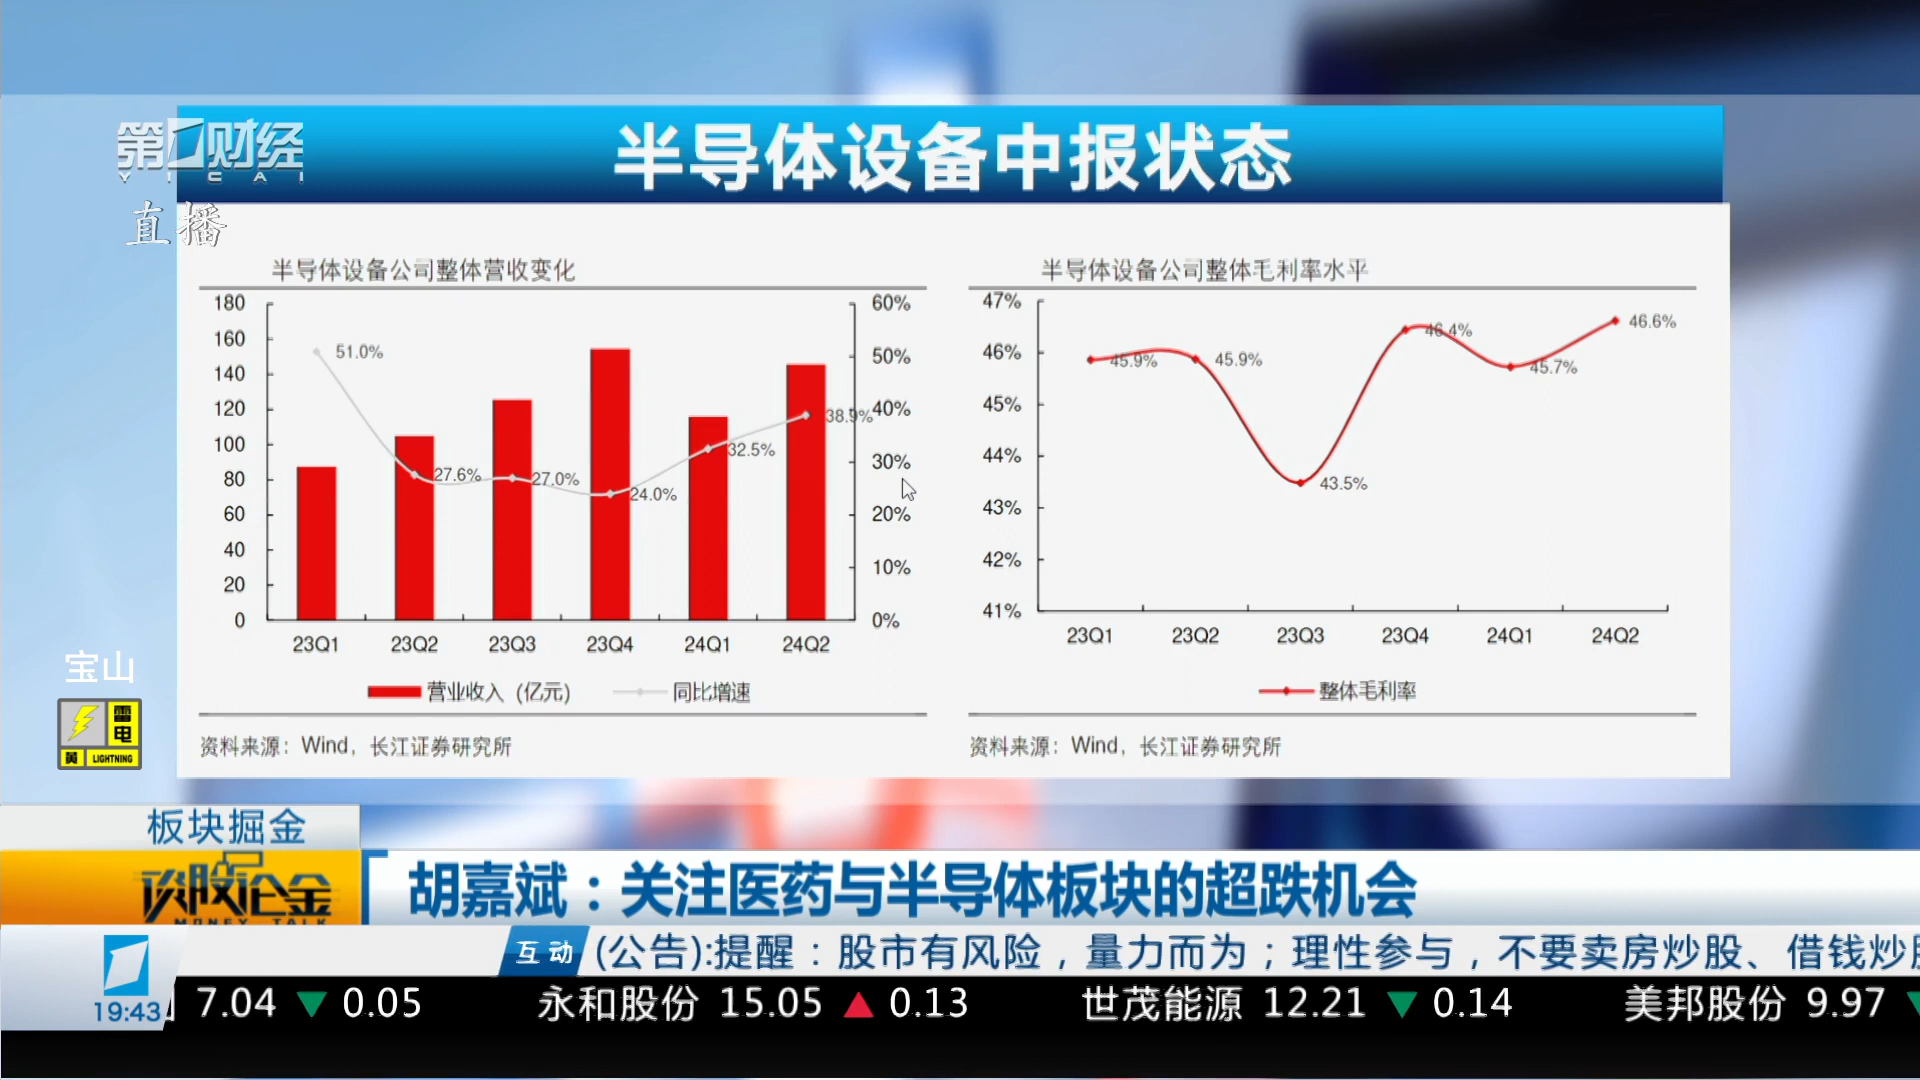 第一财经
YICAI
直播
半导体设备中报状态
半导体设备公司整体营收变化
180
160
140
120
100
80
60
40
20
0
60%
50%
40%
30%
20%
10%
0%
51.0%
27.6%
27.0%
24.0%
32.5%
38.9%
23Q1 23Q2 23Q3 23Q4 24Q1 24Q2
营业收入（亿元） 同比增速
资料来源：Wind，长江证券研究所
半导体设备公司整体毛利率水平
47%
46%
45%
44%
43%
42%
41%
45.9%
45.9%
43.5%
46.4%
45.7%
46.6%
23Q1 23Q2 23Q3 23Q4 24Q1 24Q2
整体毛利率
资料来源：Wind，长江证券研究所
宝山
雷电
黄 LIGHTNING
板块掘金
谈股论金
MONEY TALK
胡嘉斌：关注医药与半导体板块的超跌机会
互动 (公告):提醒：股市有风险，量力而为；理性参与，不要卖房炒股、借钱炒股
19:43 7.04 ▼ 0.05 永和股份 15.05 ▲ 0.13 世茂能源 12.21 ▼ 0.14 美邦股份 9.97 ▼